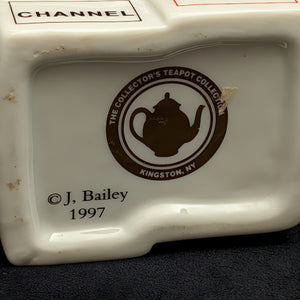 CHANNEL
THE COLLECTOR'S TEAPOT COLLECTION
KINGSTON, NY
© J, Bailey
1997